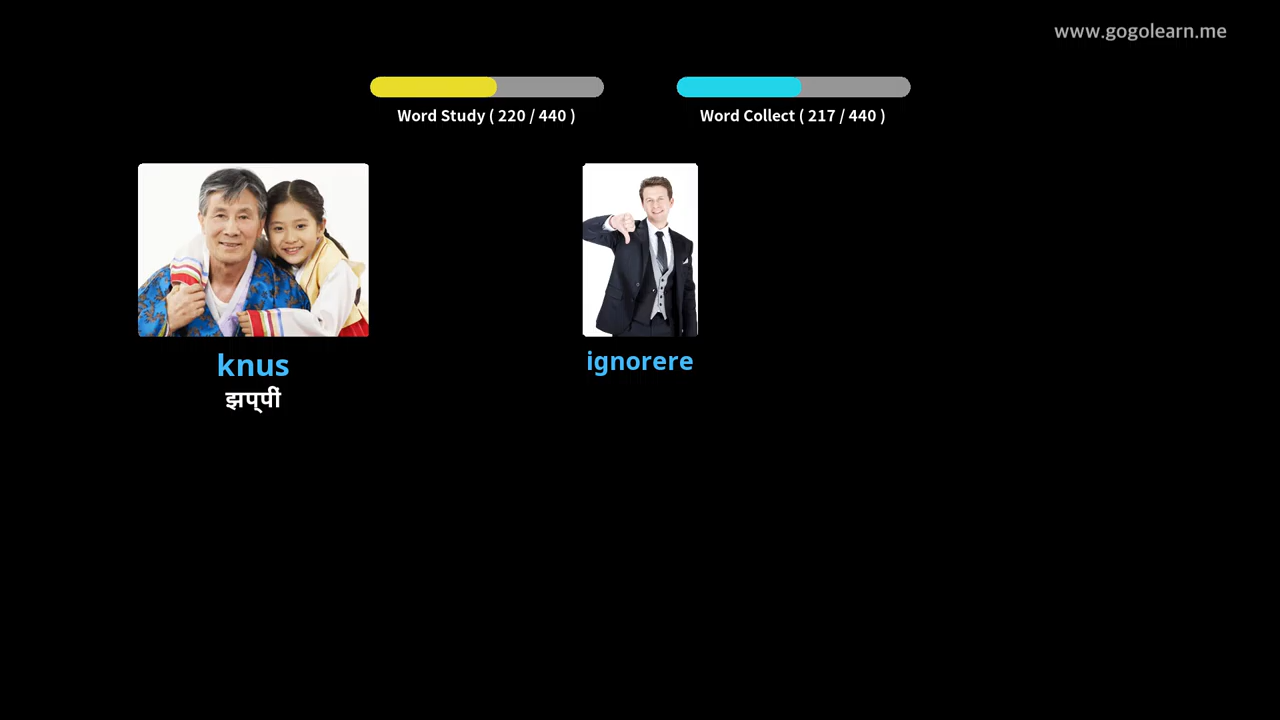 www.gogolearn.me
Word Study ( 220 / 440 )
Word Collect ( 217 / 440 )
knus
झप्पीं
ignorere